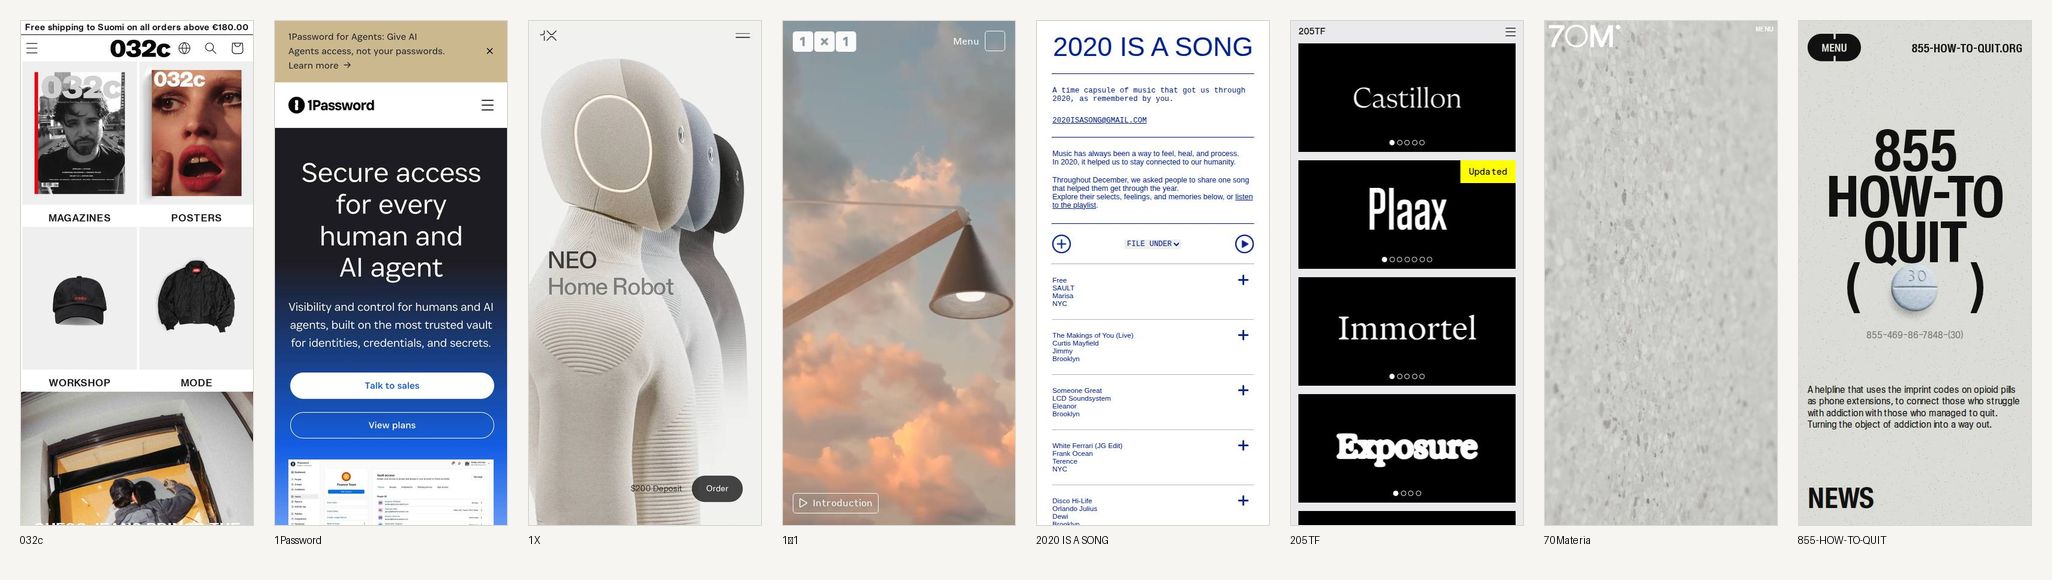 Free shipping to Suomi on all orders above €180.00
032c
032c
032c
MAGAZINES
POSTERS
WORKSHOP
MODE
032c
1Password for Agents: Give AI
Agents access, not your passwords.
Learn more →
1Password
Secure access
for every
human and
AI agent
Visibility and control for humans and AI
agents, built on the most trusted vault
for identities, credentials, and secrets.
Talk to sales
View plans
1Password
1X
NEO
Home Robot
$200 Deposit
Order
1X
1 × 1
Menu
Introduction
2020 IS A SONG
A time capsule of music that got us through
2020, as remembered by you.
2020ISASONG@GMAIL.COM
Music has always been a way to feel, heal, and process.
In 2020, it helped us to stay connected to our humanity.
Throughout December, we asked people to share one song
that helped them get through the year.
Explore their selects, feelings, and memories below, or listen
to the playlist.
FILE UNDER
Free
SAULT
Marisa
NYC
The Makings of You (Live)
Curtis Mayfield
Jimmy
Brooklyn
Someone Great
LCD Soundsystem
Eleanor
Brooklyn
White Ferrari (JG Edit)
Frank Ocean
Terence
NYC
Disco Hi-Life
Orlando Julius
Dewi
Brooklyn
2020 IS A SONG
205TF
Castillon
Updated
Plaax
Immortel
Exposure
205TF
70M
MENU
70Materia
MENU
855-HOW-TO-QUIT.ORG
855
HOW-TO
QUIT
( 30 )
855-469-86-7848-(30)
A helpline that uses the imprint codes on opioid pills
as phone extensions, to connect those who struggle
with addiction with those who managed to quit.
Turning the object of addiction into a way out.
NEWS
855-HOW-TO-QUIT